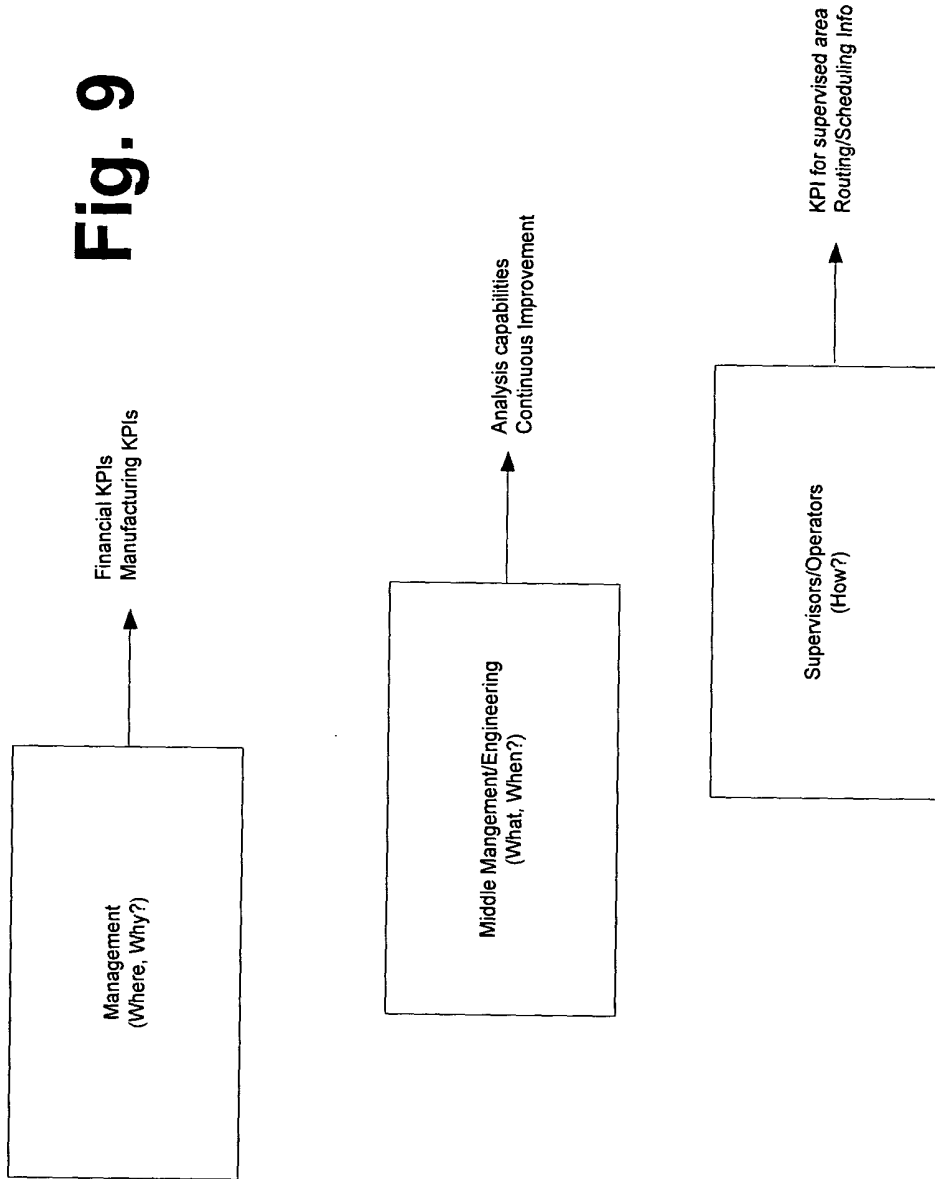 Fig. 9
Management
(Where, Why?)
Financial KPIs
Manufacturing KPIs
Middle Mangement/Engineering
(What, When?)
Analysis capabilities
Continuous Improvement
Supervisors/Operators
(How?)
KPI for supervised area
Routing/Scheduling Info